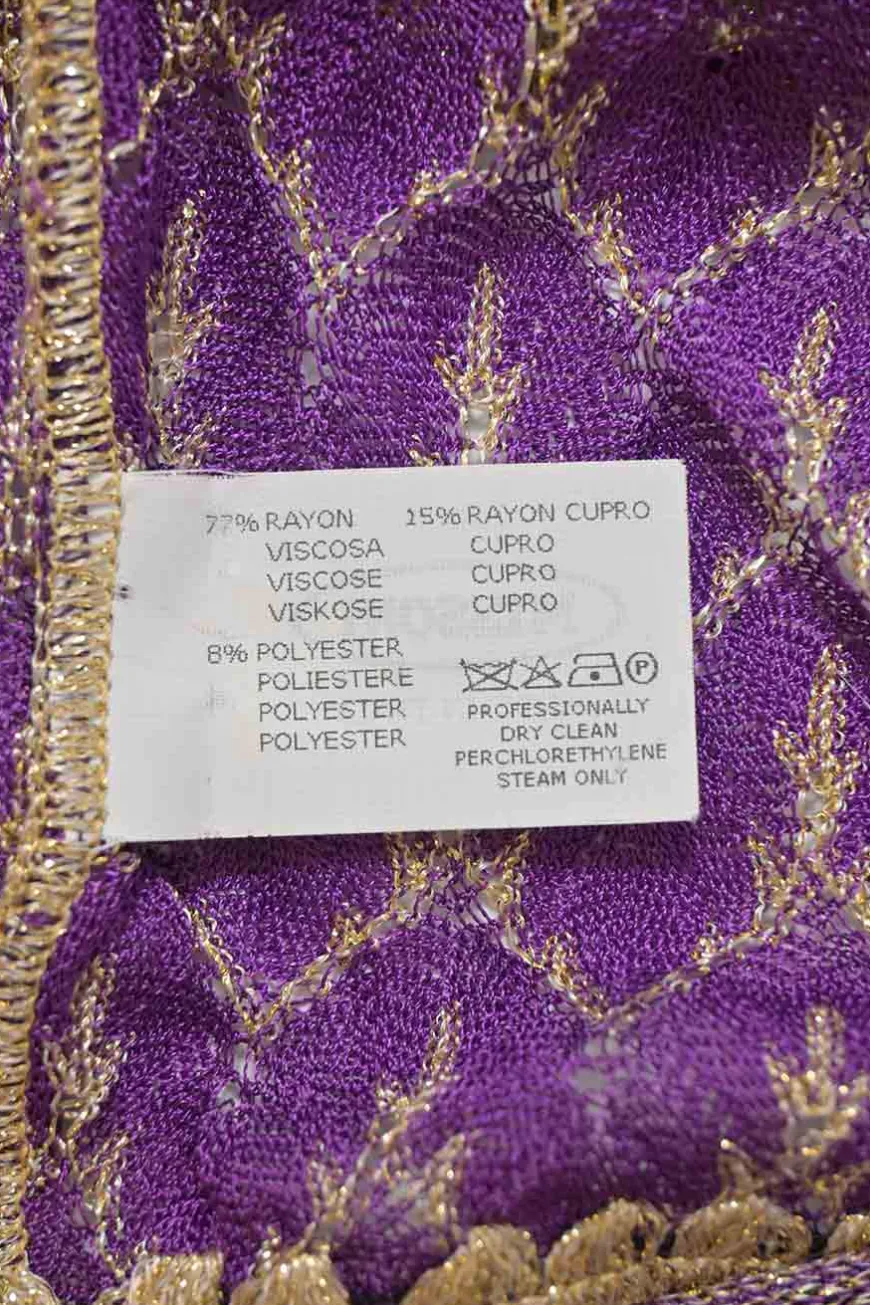 77% RAYON
VISCOSA
VISCOSE
VISKOSE
15% RAYON CUPRO
CUPRO
CUPRO
CUPRO
8% POLYESTER
POLIESTERE
POLYESTER
POLYESTER
P
PROFESSIONALLY
DRY CLEAN
PERCHLORETHYLENE
STEAM ONLY